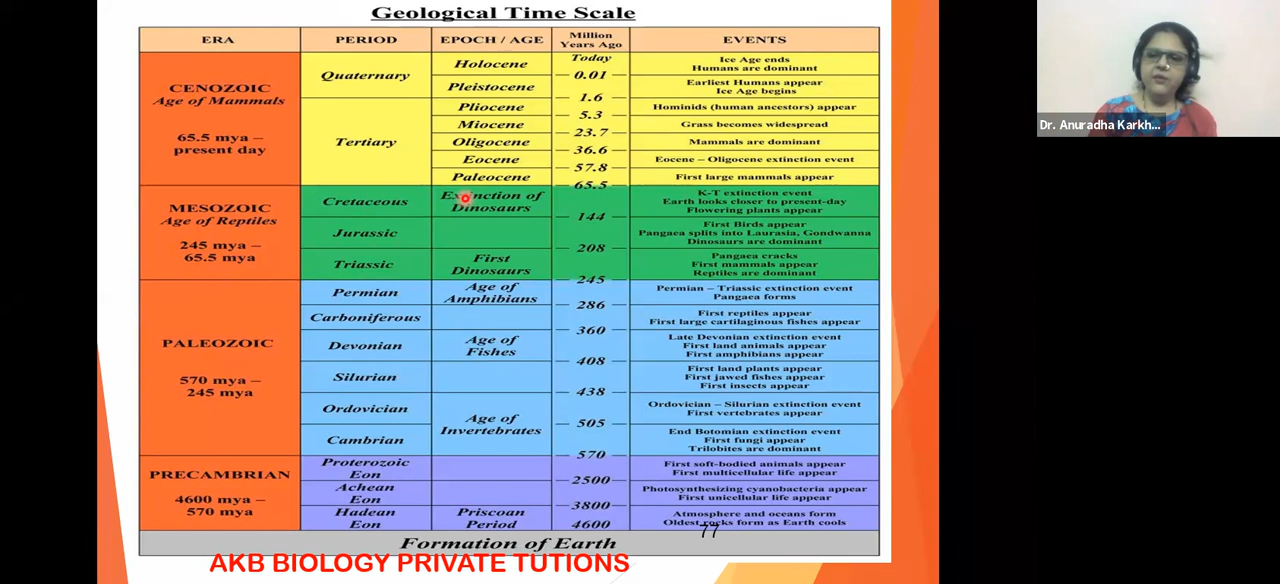 Geological Time Scale
ERA
PERIOD
EPOCH / AGE
Million
Years Ago
EVENTS
CENOZOIC
Age of Mammals
65.5 mya –
present day
Quaternary
Holocene
Today
Ice Age ends
Humans are dominant
0.01
Pleistocene
Earliest Humans appear
Ice Age begins
1.6
Tertiary
Pliocene
Hominids (human ancestors) appear
5.3
Miocene
Grass becomes widespread
23.7
Oligocene
Mammals are dominant
36.6
Eocene
Eocene – Oligocene extinction event
57.8
Paleocene
First large mammals appear
65.5
MESOZOIC
Age of Reptiles
245 mya –
65.5 mya
Cretaceous
Extinction of
Dinosaurs
K-T extinction event
Earth looks closer to present-day
Flowering plants appear
144
Jurassic
First Birds appear
Pangaea splits into Laurasia, Gondwanna
Dinosaurs are dominant
208
Triassic
First
Dinosaurs
Pangaea cracks
First mammals appear
Reptiles are dominant
245
PALEOZOIC
570 mya –
245 mya
Permian
Age of
Amphibians
Permian – Triassic extinction event
Pangaea forms
286
Carboniferous
First reptiles appear
First large cartilaginous fishes appear
360
Devonian
Age of
Fishes
Late Devonian extinction event
First land animals appear
First amphibians appear
408
Silurian
First land plants appear
First jawed fishes appear
First insects appear
438
Ordovician
Age of
Invertebrates
Ordovician – Silurian extinction event
First vertebrates appear
505
Cambrian
End Botomian extinction event
First fungi appear
Trilobites are dominant
570
PRECAMBRIAN
4600 mya –
570 mya
Proterozoic
Eon
First soft-bodied animals appear
First multicellular life appear
2500
Achean
Eon
Photosynthesizing cyanobacteria appear
First unicellular life appear
3800
Hadean
Eon
Priscoan
Period
Atmosphere and oceans form
Oldest rocks form as Earth cools
4600
77
Formation of Earth
AKB BIOLOGY PRIVATE TUTIONS
Dr. Anuradha Karkh...